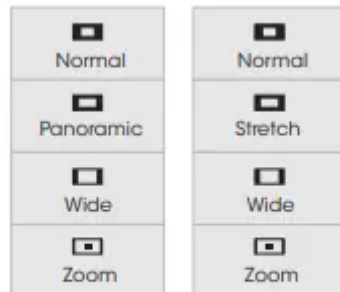 Normal
Panoramic
Wide
Zoom
Normal
Stretch
Wide
Zoom